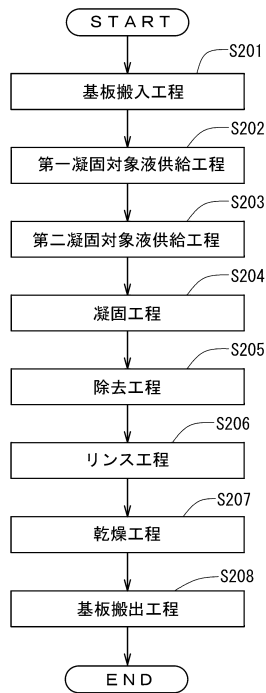 START
S201
基板搬入工程
S202
第一凝固対象液供給工程
S203
第二凝固対象液供給工程
S204
凝固工程
S205
除去工程
S206
リンス工程
S207
乾燥工程
S208
基板搬出工程
END